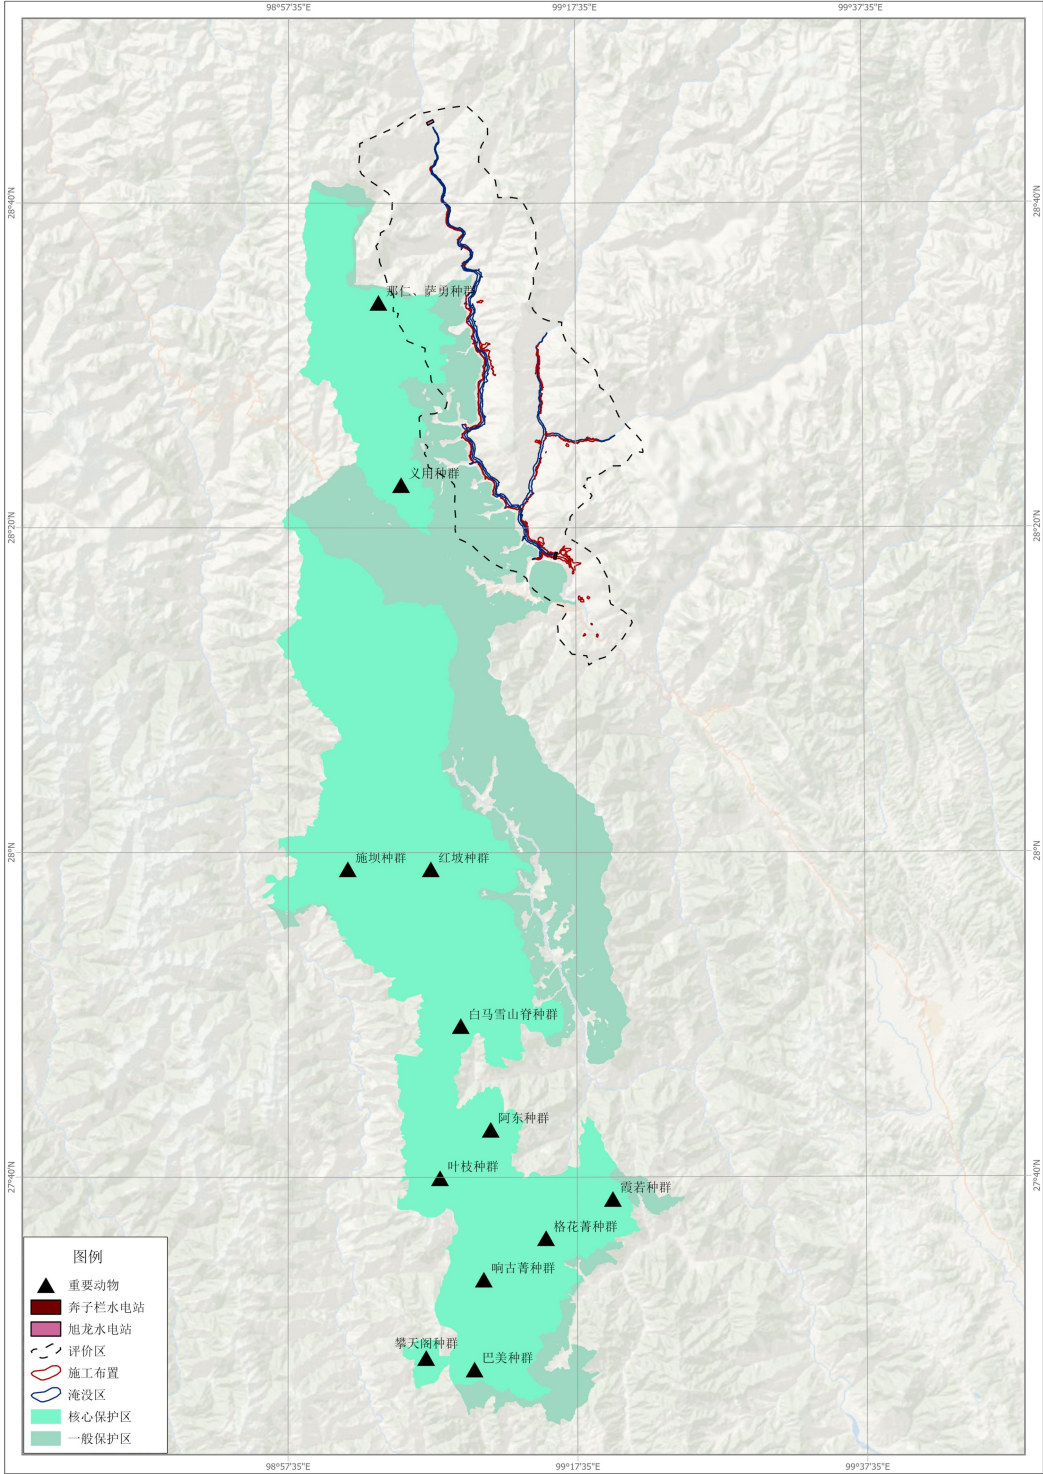 98°57'35"E
99°17'35"E
99°37'35"E
28°40'N
28°40'N
那仁、萨勇种群
义用种群
28°20'N
28°20'N
28°N
28°N
施坝种群
红坡种群
白马雪山脊种群
阿东种群
叶枝种群
27°40'N
27°40'N
霞若种群
格花菁种群
响古菁种群
攀天阁种群
巴美种群
图例
重要动物
奔子栏水电站
旭龙水电站
评价区
施工布置
淹没区
核心保护区
一般保护区
98°57'35"E
99°17'35"E
99°37'35"E